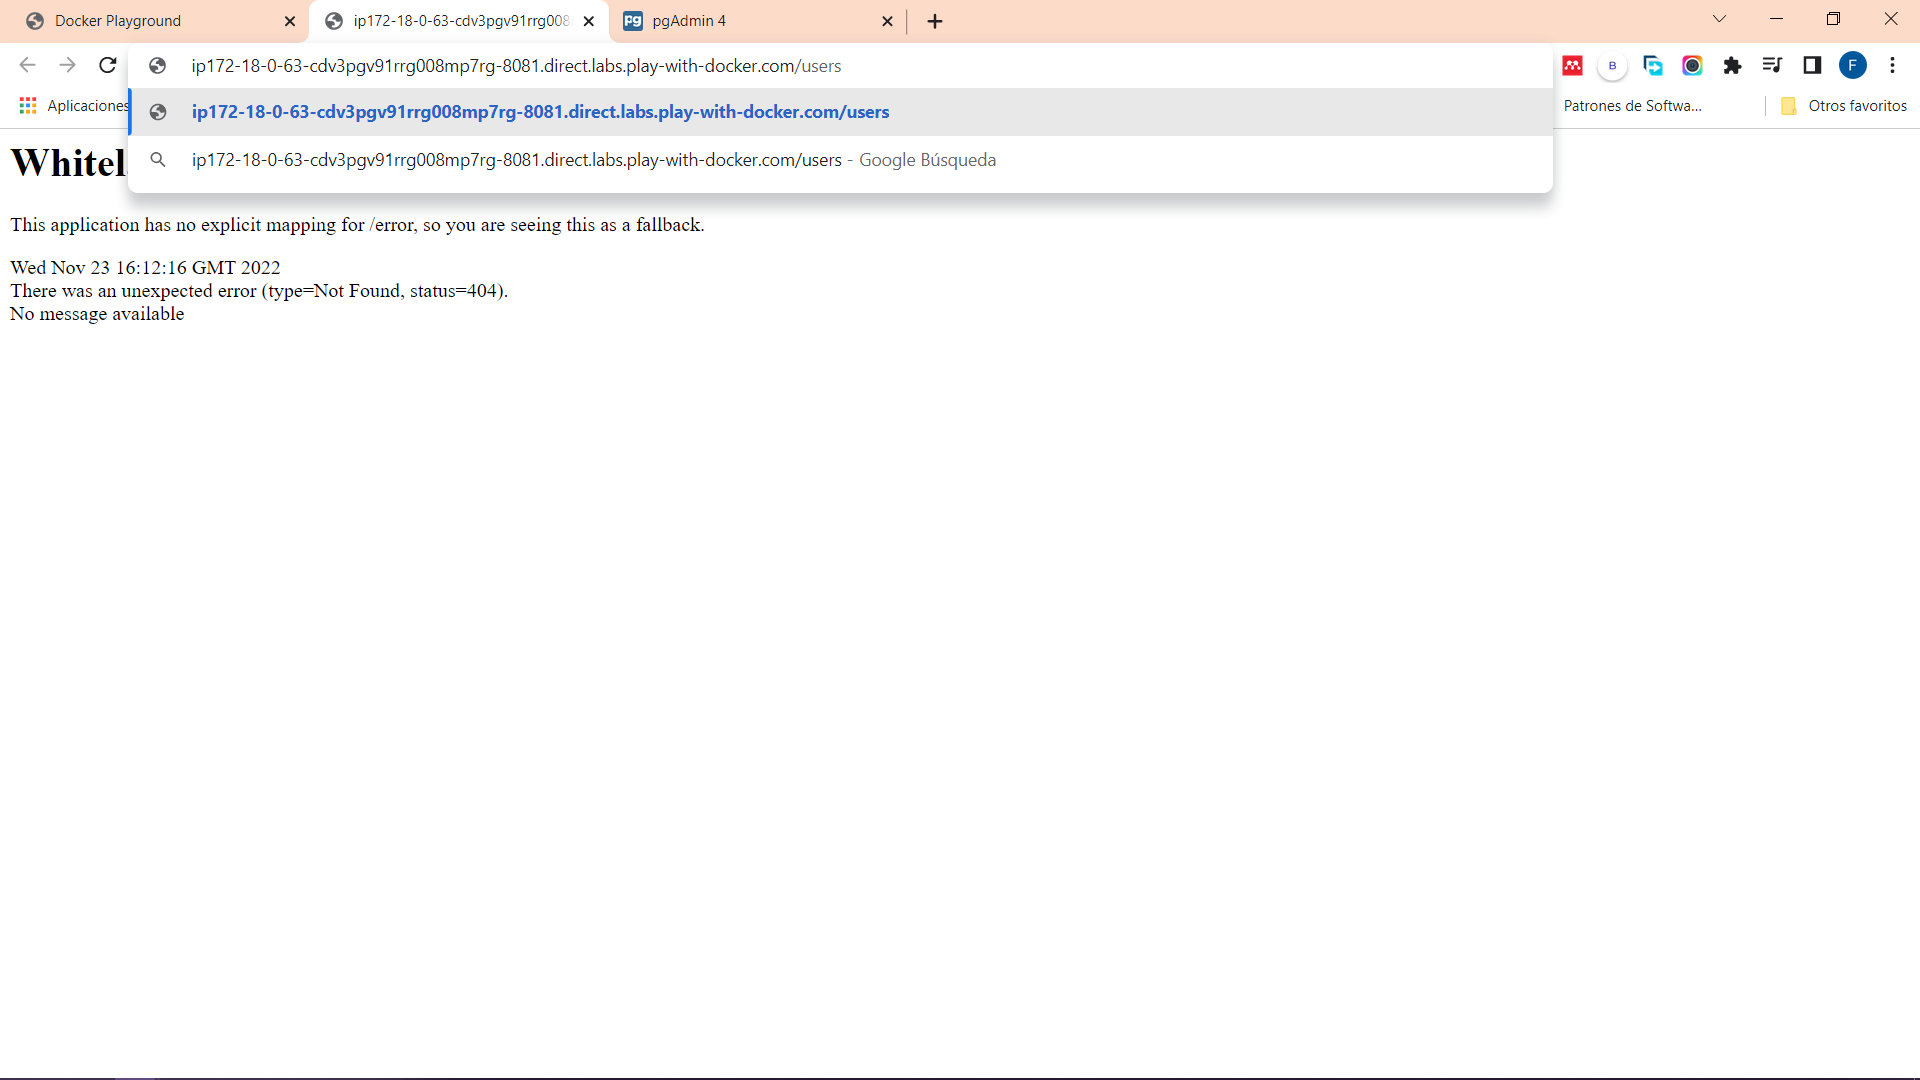 Docker Playground
ip172-18-0-63-cdv3pgv91rrg008
pgAdmin 4
ip172-18-0-63-cdv3pgv91rrg008mp7rg-8081.direct.labs.play-with-docker.com/users
B
F
Aplicaciones
ip172-18-0-63-cdv3pgv91rrg008mp7rg-8081.direct.labs.play-with-docker.com/users
Patrones de Softwa...
Otros favoritos
ip172-18-0-63-cdv3pgv91rrg008mp7rg-8081.direct.labs.play-with-docker.com/users - Google Búsqueda
Whitel
This application has no explicit mapping for /error, so you are seeing this as a fallback.
Wed Nov 23 16:12:16 GMT 2022
There was an unexpected error (type=Not Found, status=404).
No message available